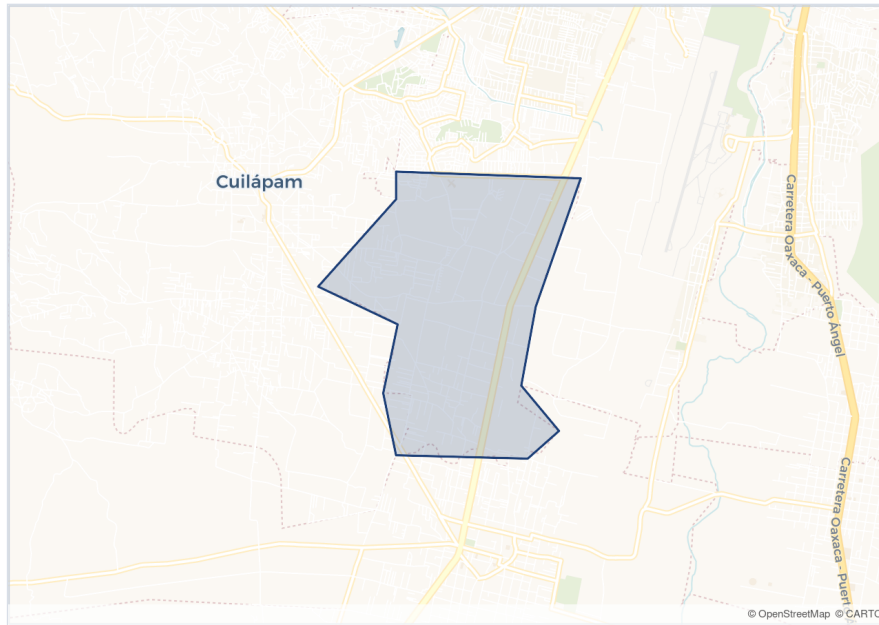 Cuilápam
Carretera Oaxaca - Puerto Ángel
Carretera Oaxaca - Puert
© OpenStreetMap © CARTO